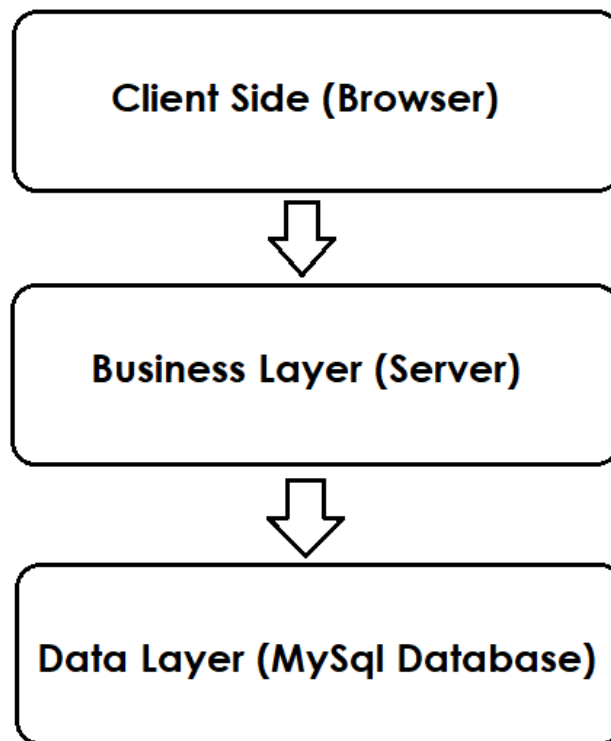 Client Side (Browser)
Business Layer (Server)
Data Layer (MySql Database)